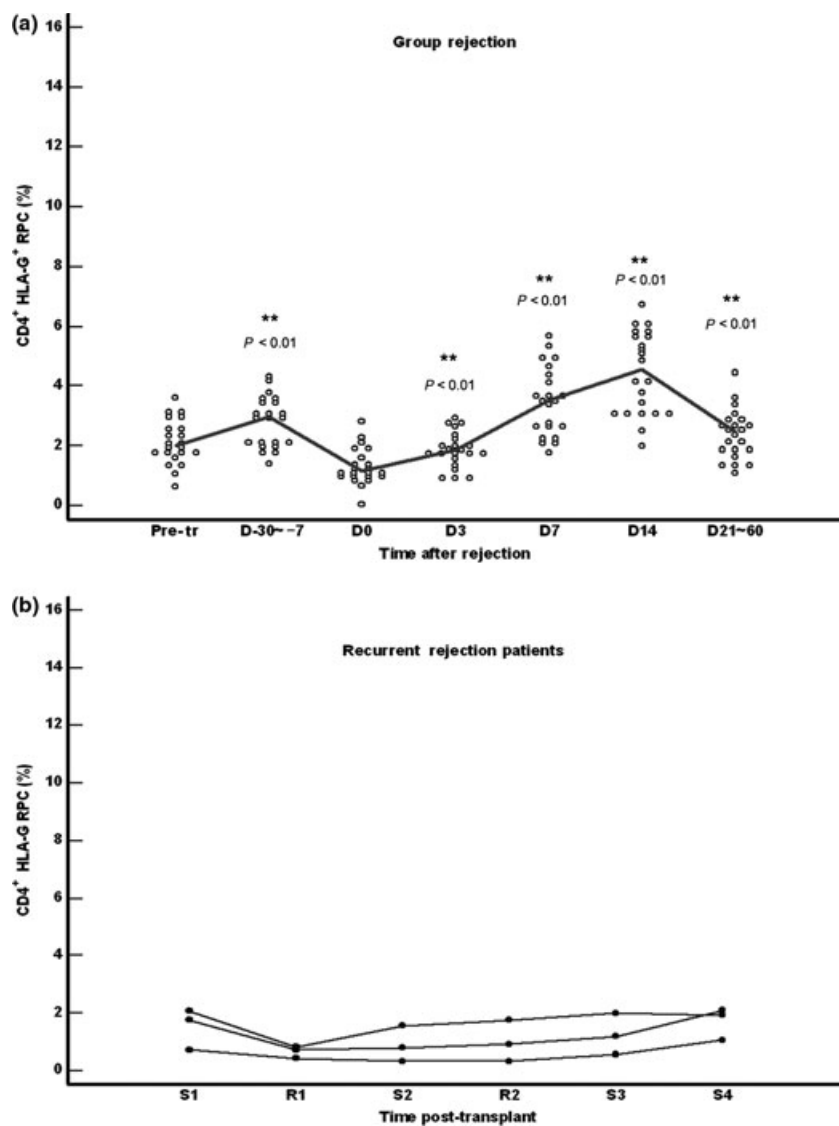 (a)
Group rejection
CD4+ HLA-G+ RPC (%)
16
14
12
10
8
6
4
2
0
**
P < 0.01
**
P < 0.01
**
P < 0.01
**
P < 0.01
**
P < 0.01
Pre-tr D-30~ -7 D0 D3 D7 D14 D21~60
Time after rejection
(b)
Recurrent rejection patients
CD4+ HLA-G RPC (%)
16
14
12
10
8
6
4
2
0
S1 R1 S2 R2 S3 S4
Time post-transplant